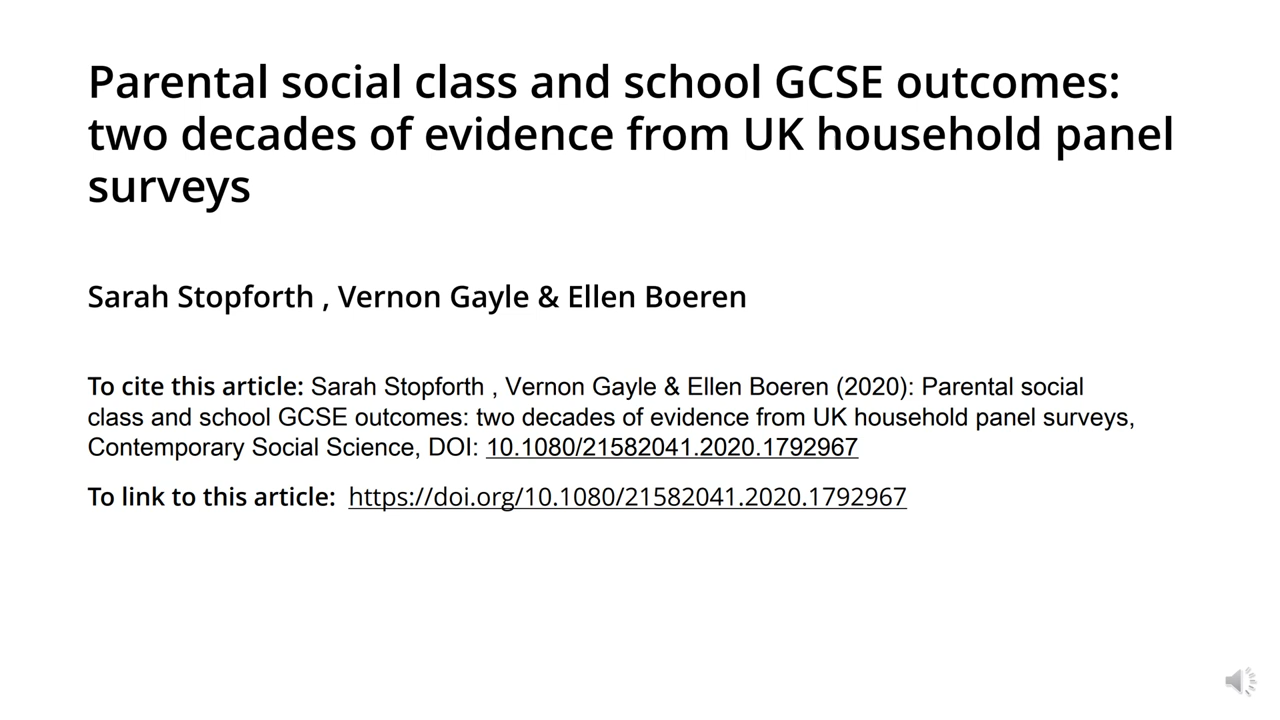 Parental social class and school GCSE outcomes:
two decades of evidence from UK household panel
surveys
Sarah Stopforth , Vernon Gayle & Ellen Boeren
To cite this article: Sarah Stopforth , Vernon Gayle & Ellen Boeren (2020): Parental social
class and school GCSE outcomes: two decades of evidence from UK household panel surveys,
Contemporary Social Science, DOI: 10.1080/21582041.2020.1792967
To link to this article: https://doi.org/10.1080/21582041.2020.1792967